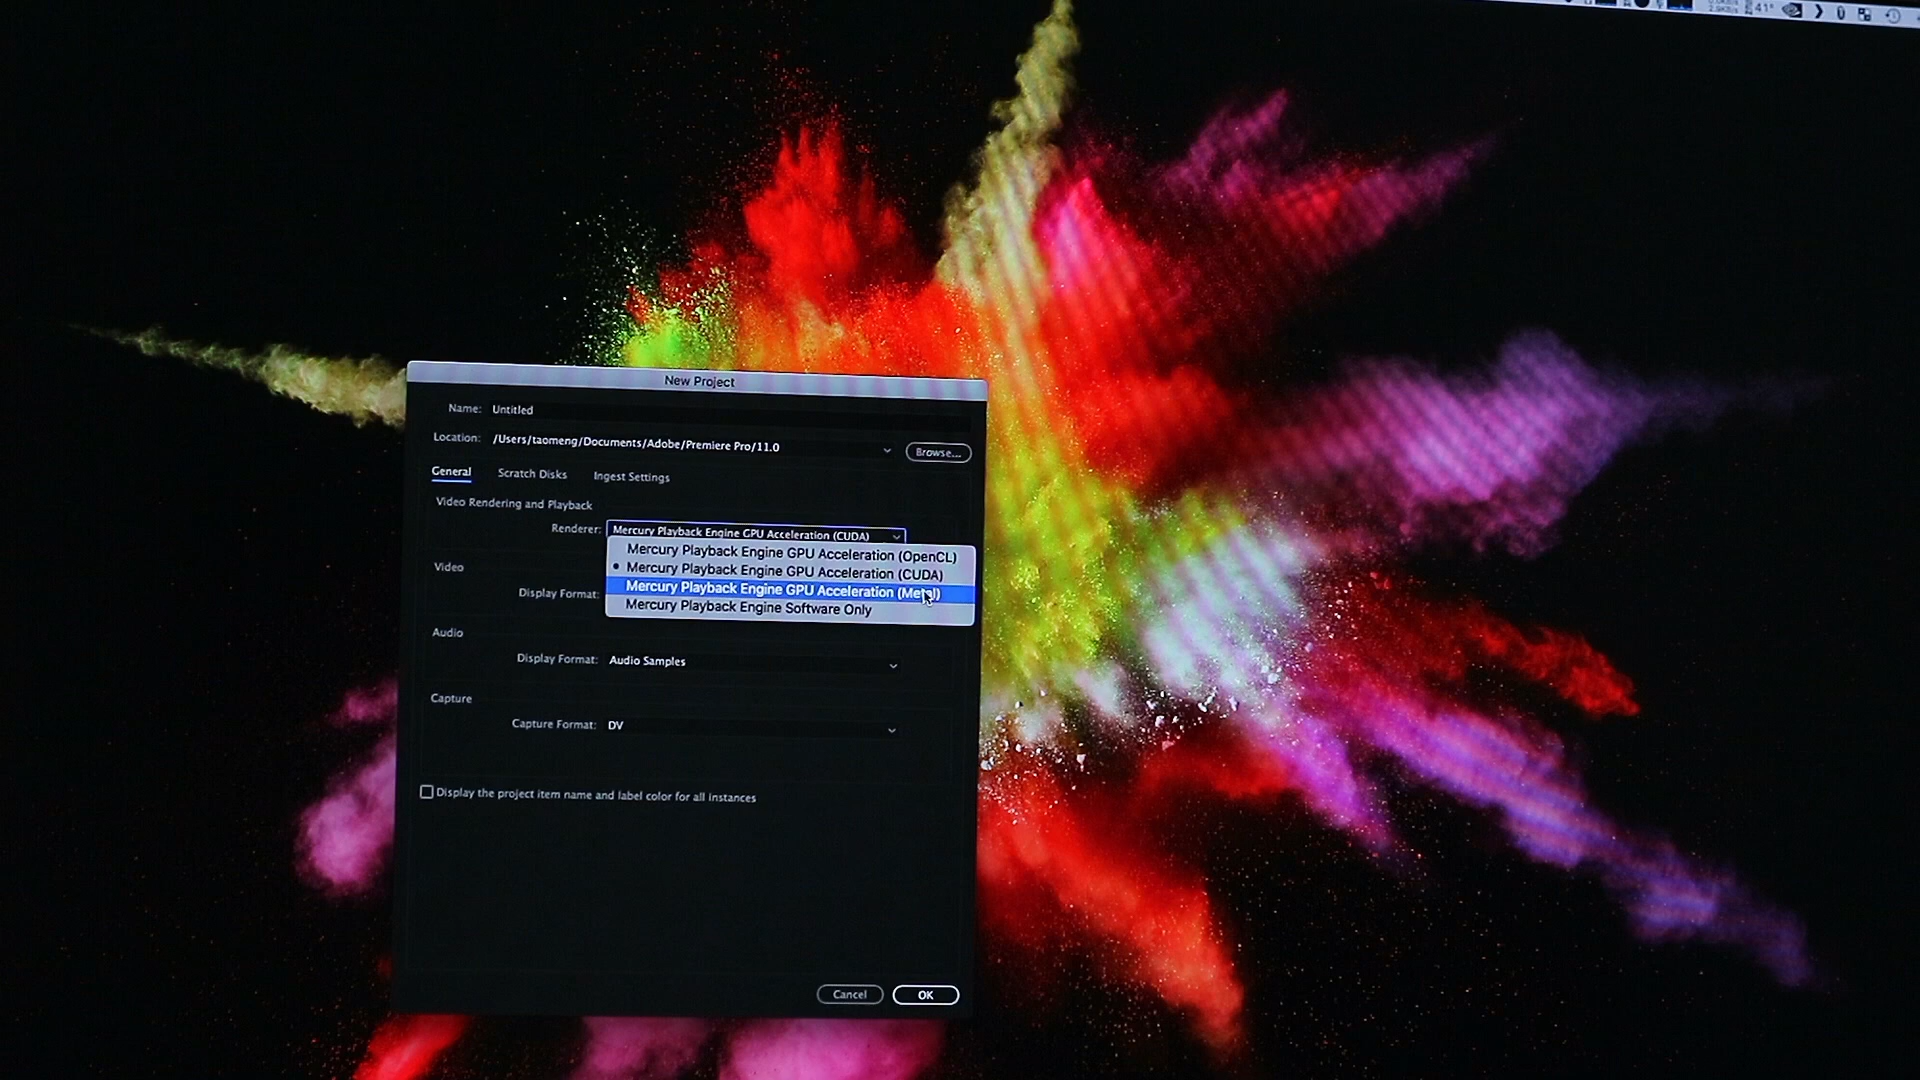 41°
New Project
Name: Untitled
Location: /Users/taomeng/Documents/Adobe/Premiere Pro/11.0 Browse...
General Scratch Disks Ingest Settings
Video Rendering and Playback
Renderer: Mercury Playback Engine GPU Acceleration (CUDA)
Mercury Playback Engine GPU Acceleration (OpenCL)
• Mercury Playback Engine GPU Acceleration (CUDA)
Mercury Playback Engine GPU Acceleration (Metal)
Mercury Playback Engine Software Only
Video
Display Format:
Audio
Display Format: Audio Samples
Capture
Capture Format: DV
Display the project item name and label color for all instances
Cancel OK